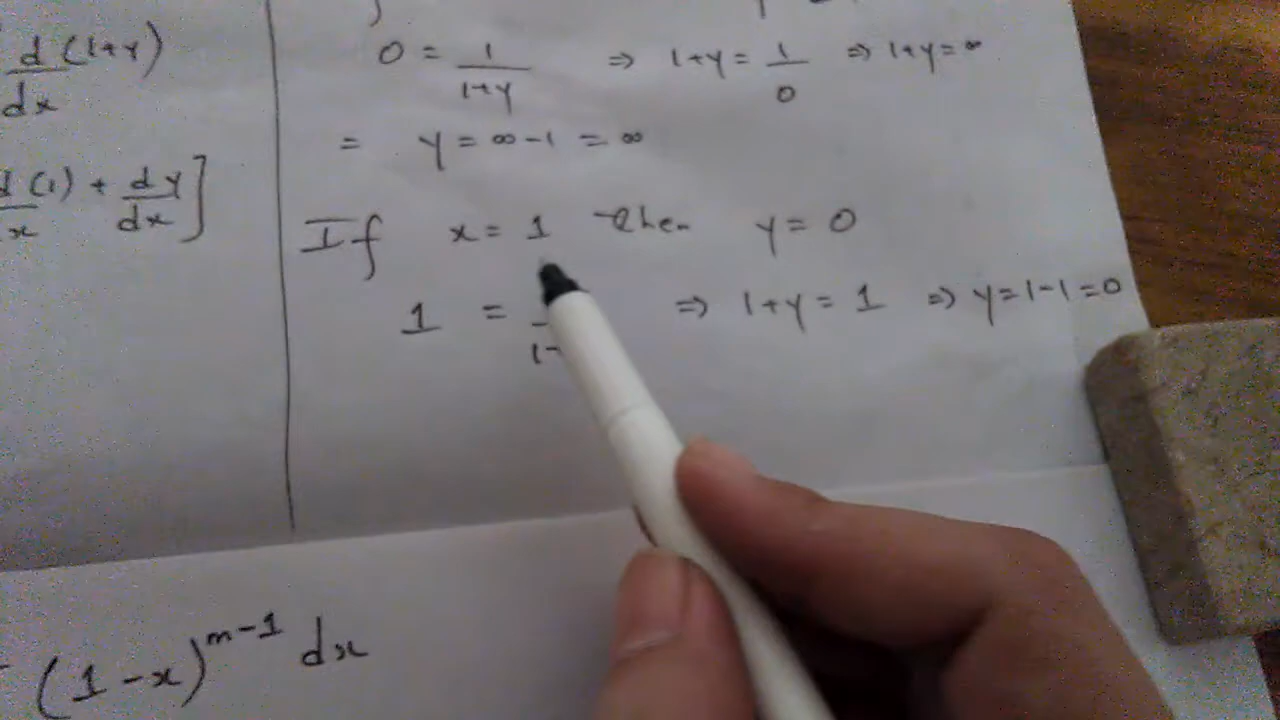 d/dx (1+y)
(1) + dy/dx ]
0 = 1/(1+y) ⇒ 1+y = 1/0 ⇒ 1+y = ∞
= y = ∞ - 1 = ∞
If x = 1 then y = 0
1 = ⇒ 1+y = 1 ⇒ y = 1-1 = 0
(1-x)^(m-1) dx